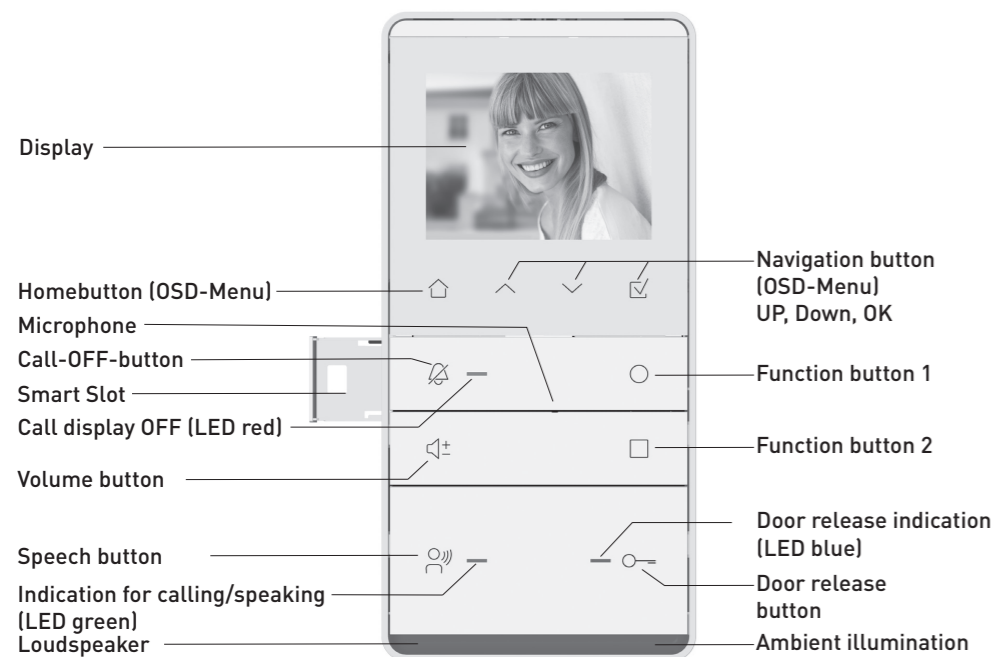 Display
Homebutton (OSD-Menu)
Microphone
Call-OFF-button
Smart Slot
Call display OFF (LED red)
Volume button
Speech button
Indication for calling/speaking
(LED green)
Loudspeaker
Navigation button
(OSD-Menu)
UP, Down, OK
Function button 1
Function button 2
Door release indication
(LED blue)
Door release
button
Ambient illumination